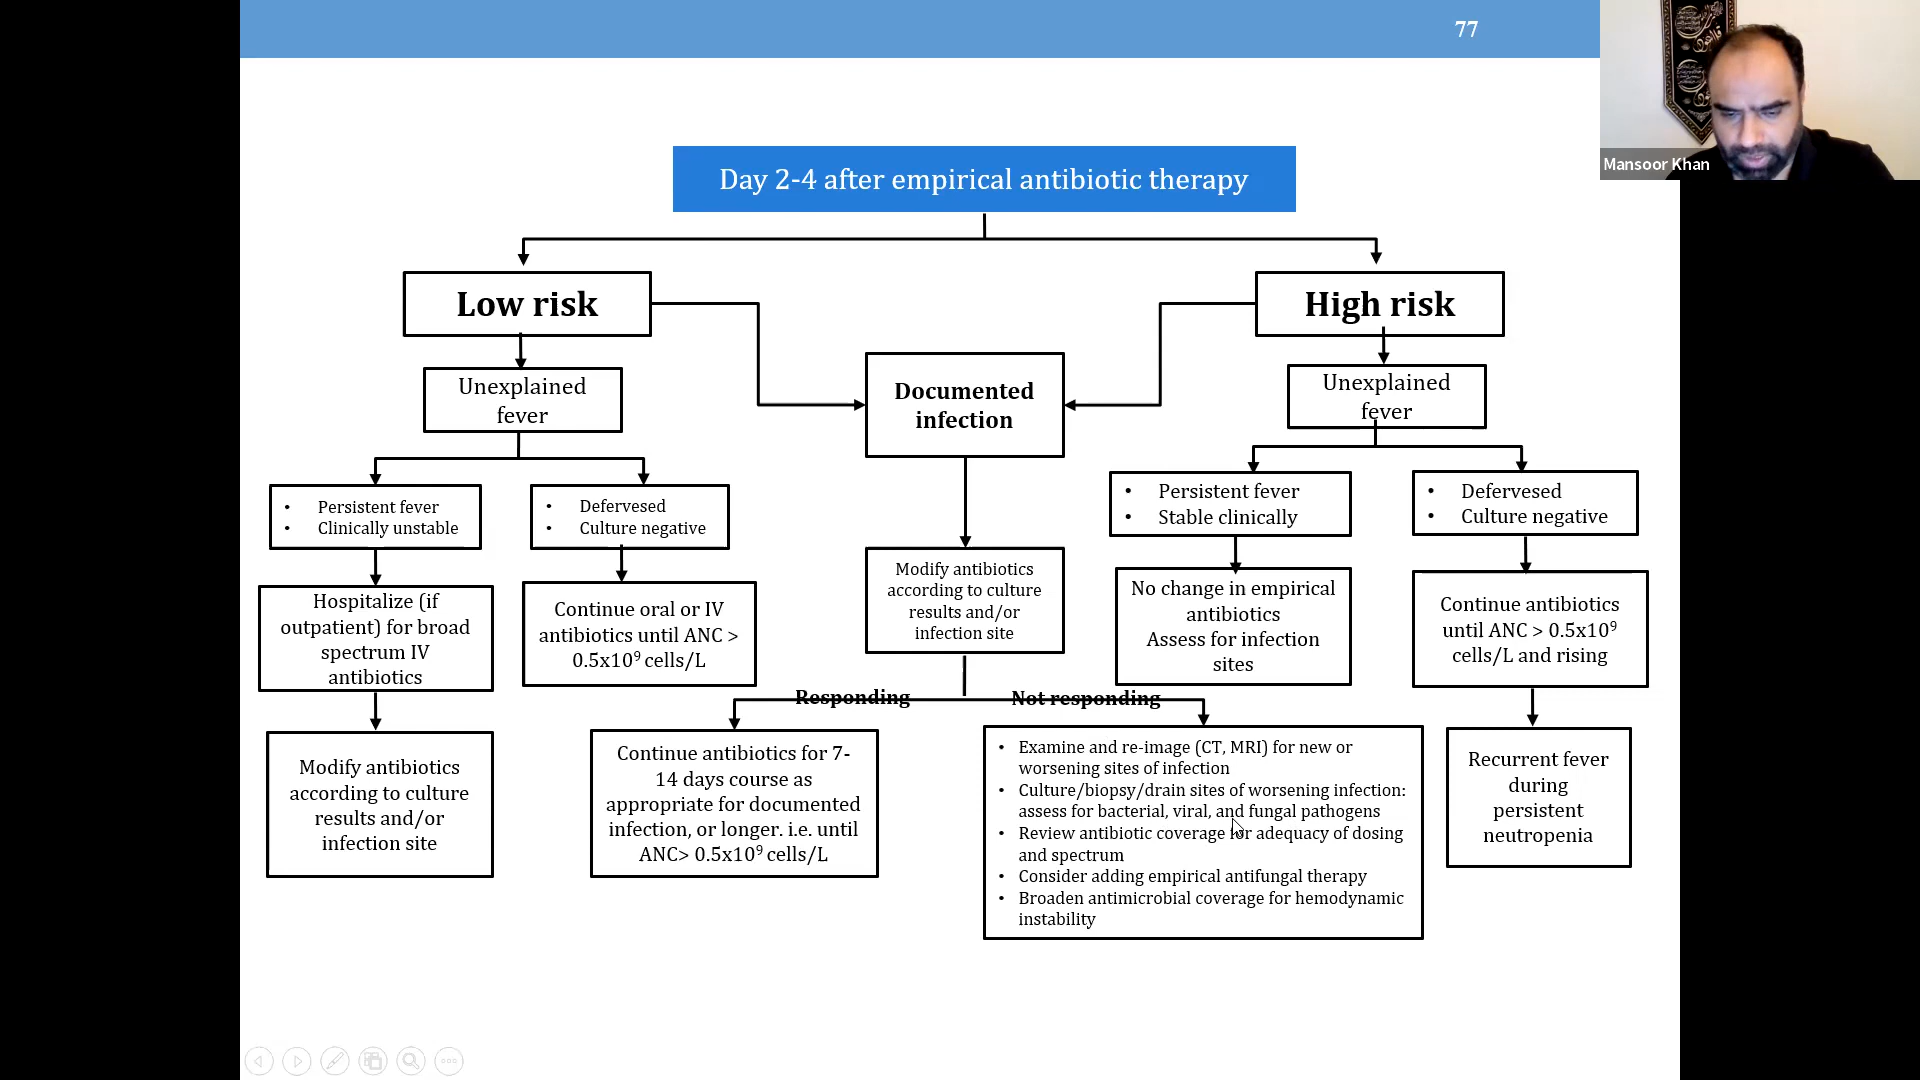 77
Mansoor Khan
Day 2-4 after empirical antibiotic therapy
Low risk
High risk
Documented
infection
Unexplained
fever
Unexplained
fever
• Persistent fever
• Clinically unstable
• Defervesed
• Culture negative
• Persistent fever
• Stable clinically
• Defervesed
• Culture negative
Hospitalize (if
outpatient) for broad
spectrum IV
antibiotics
Continue oral or IV
antibiotics until ANC >
0.5x10⁹ cells/L
Modify antibiotics
according to culture
results and/or
infection site
No change in empirical
antibiotics
Assess for infection
sites
Continue antibiotics
until ANC > 0.5x10⁹
cells/L and rising
Responding
Not responding
Modify antibiotics
according to culture
results and/or
infection site
Continue antibiotics for 7-
14 days course as
appropriate for documented
infection, or longer. i.e. until
ANC> 0.5x10⁹ cells/L
• Examine and re-image (CT, MRI) for new or
worsening sites of infection
• Culture/biopsy/drain sites of worsening infection:
assess for bacterial, viral, and fungal pathogens
• Review antibiotic coverage for adequacy of dosing
and spectrum
• Consider adding empirical antifungal therapy
• Broaden antimicrobial coverage for hemodynamic
instability
Recurrent fever
during
persistent
neutropenia